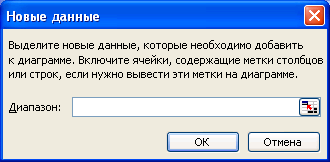 Новые данные
Выделите новые данные, которые необходимо добавить
к диаграмме. Включите ячейки, содержащие метки столбцов
или строк, если нужно вывести эти метки на диаграмме.
Диапазон:
ОК Отмена